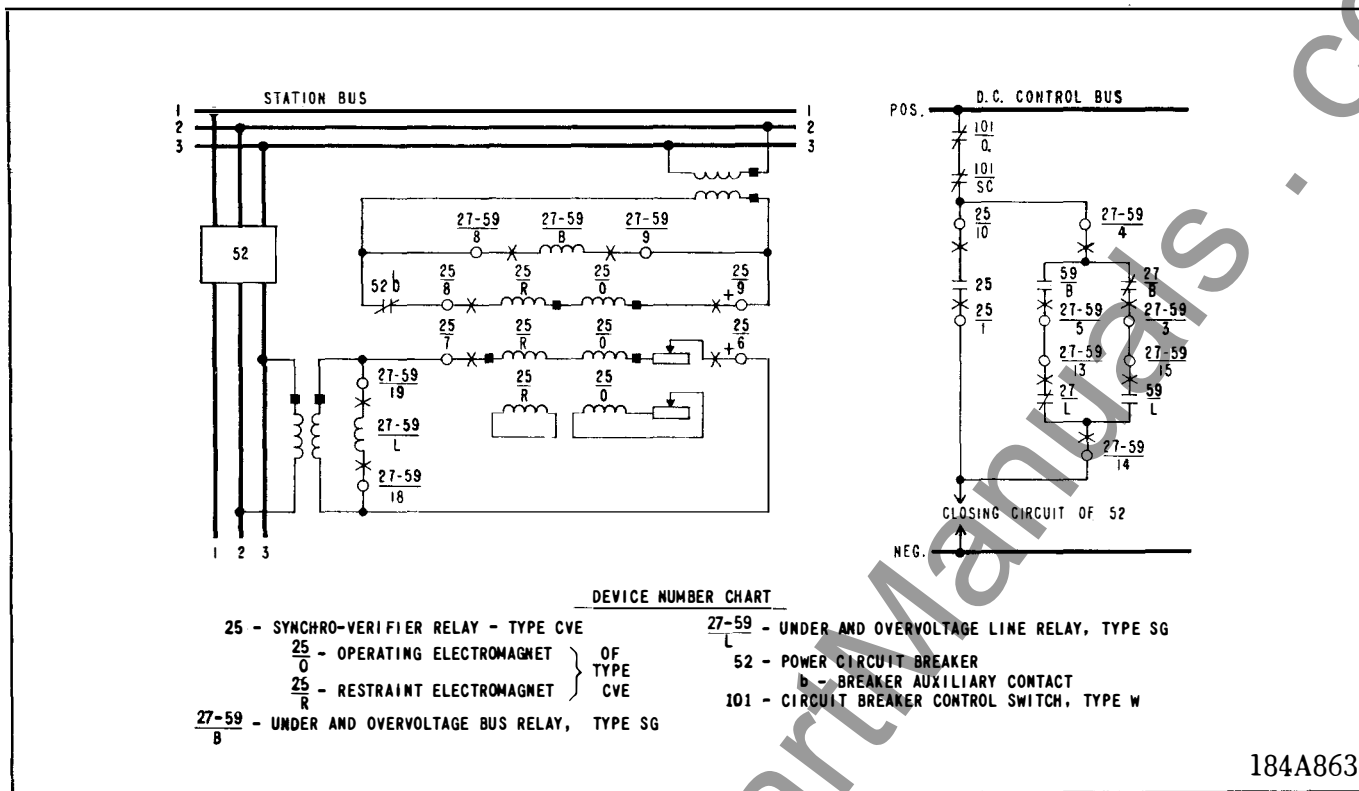 STATION BUS
1
2
3
1
2
3
52
27-59
8
27-59
B
27-59
9
52 b
25
8
25
R
25
O
25
+ 9
25
7
25
R
25
O
25
+ 6
27-59
19
25
R
25
O
27-59
L
27-59
18
1 2 3
D.C. CONTROL BUS
POS.
101
O.
101
SC
25
10
27-59
4
25
59
B
27
B
25
1
27-59
5
27-59
3
27-59
13
27-59
15
27
L
59
L
27-59
14
CLOSING CIRCUIT OF 52
NEG.
DEVICE NUMBER CHART
25 - SYNCHRO-VERIFIER RELAY - TYPE CVE
25
O - OPERATING ELECTROMAGNET
25
R - RESTRAINT ELECTROMAGNET
OF
TYPE
CVE
27-59
B - UNDER AND OVERVOLTAGE BUS RELAY, TYPE SG
27-59
L - UNDER AND OVERVOLTAGE LINE RELAY, TYPE SG
52 - POWER CIRCUIT BREAKER
b - BREAKER AUXILIARY CONTACT
101 - CIRCUIT BREAKER CONTROL SWITCH, TYPE W
184A863
artManuals . co